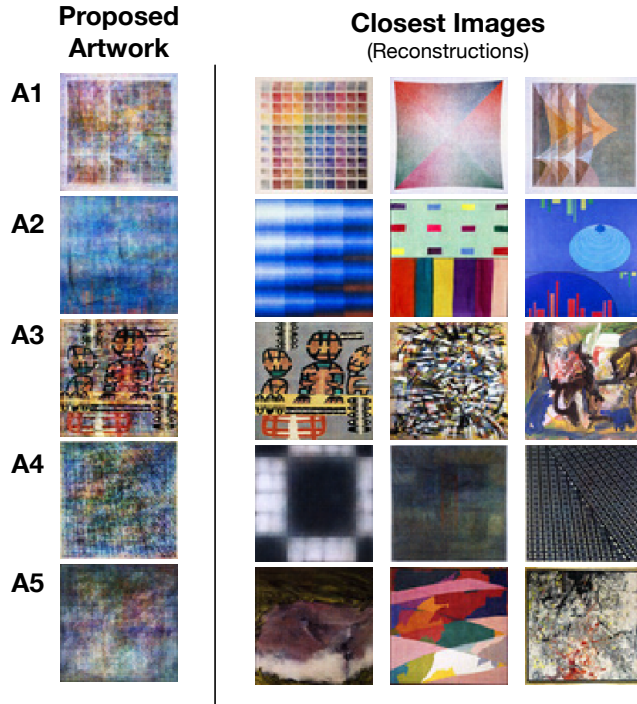 Proposed
Artwork
Closest Images
(Reconstructions)
A1
A2
A3
A4
A5